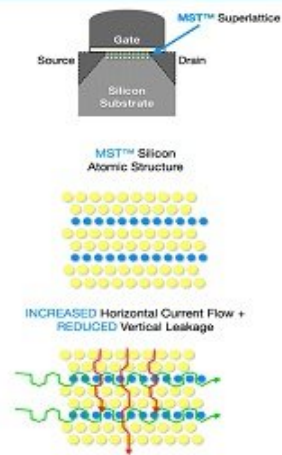 MST™ Superlattice
Gate
Source
Drain
Silicon
Substrate
MST™ Silicon
Atomic Structure
INCREASED Horizontal Current Flow +
REDUCED Vertical Leakage